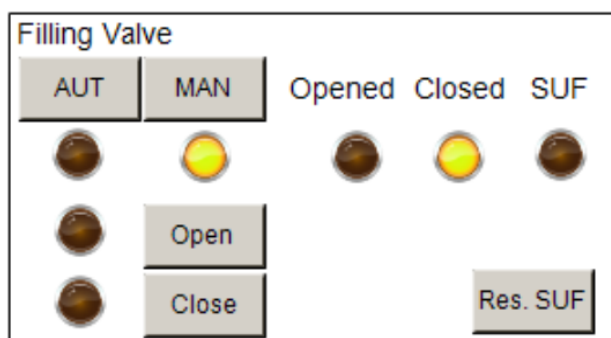 Filling Valve
AUT MAN Opened Closed SUF
Open
Close Res. SUF